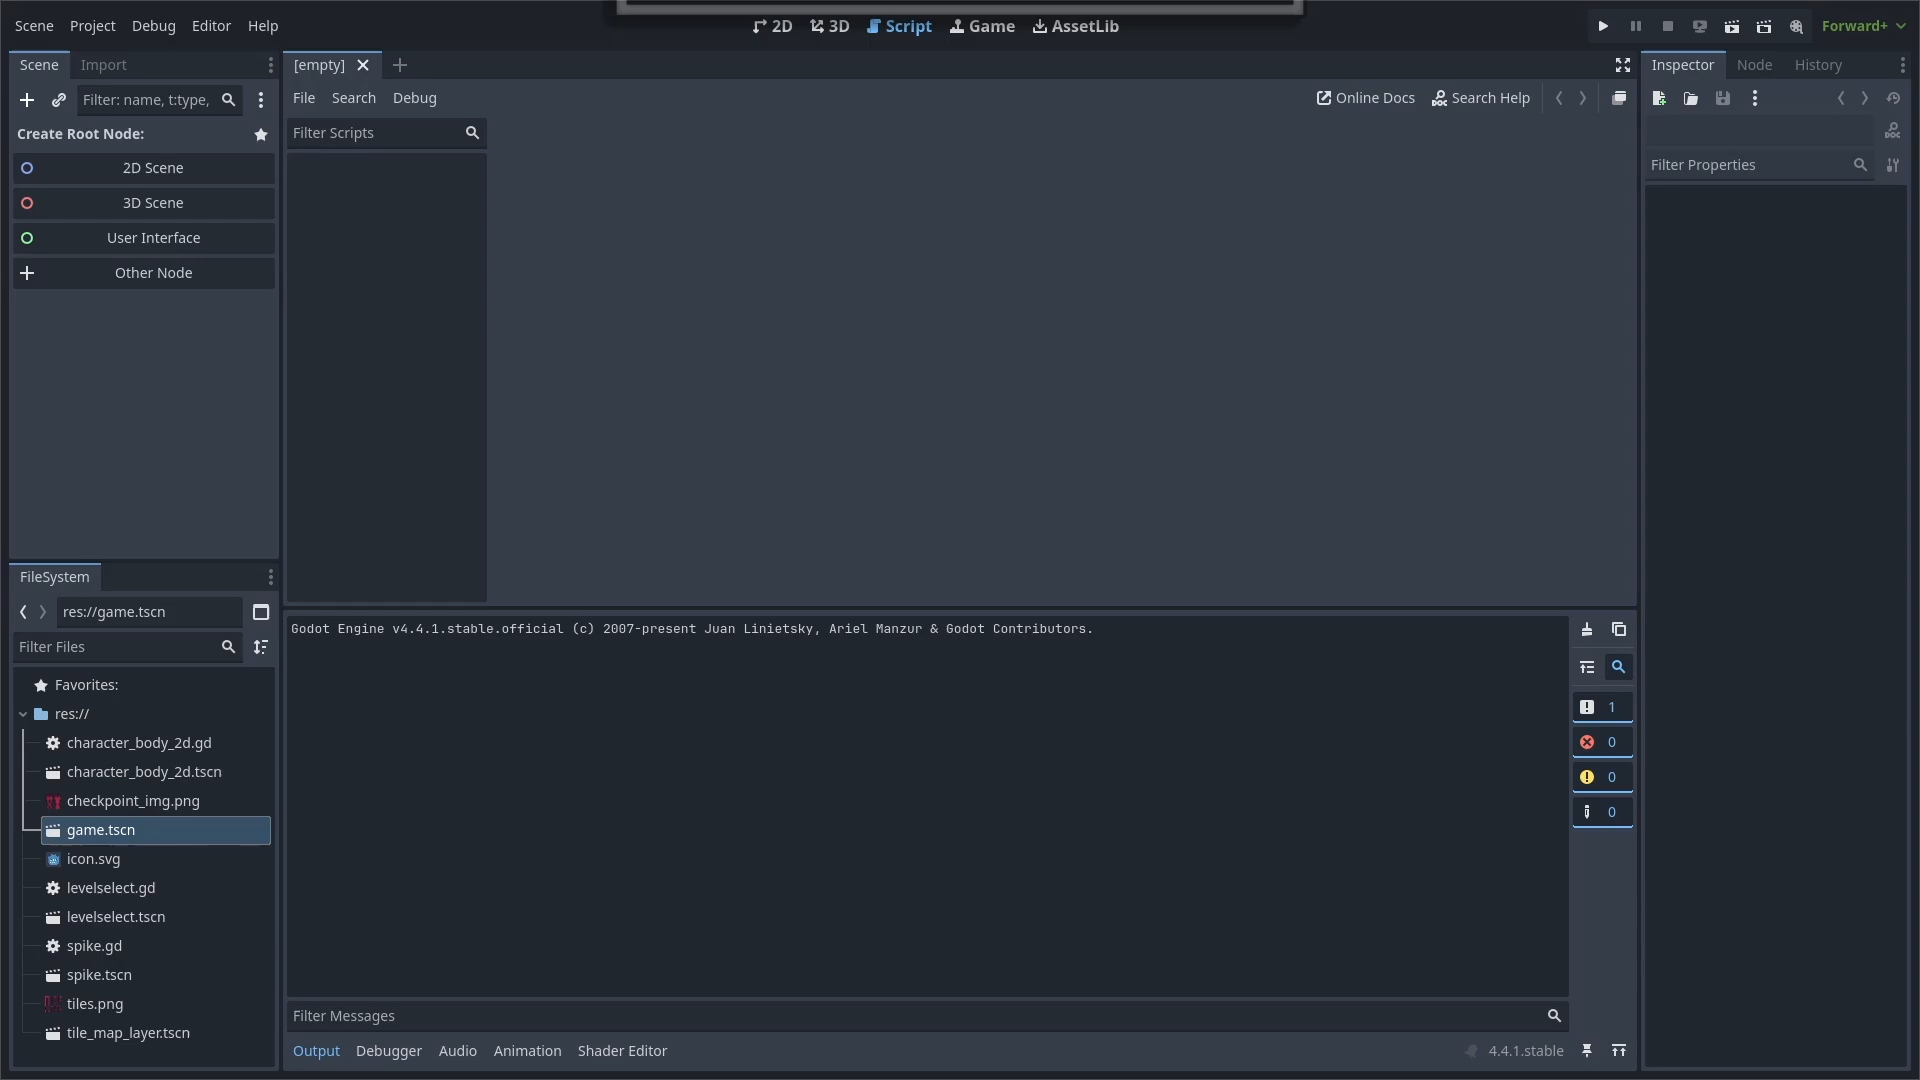 Scene Project Debug Editor Help
2D 3D Script Game AssetLib
Forward+
Scene Import
Filter: name, t:type,
Create Root Node:
2D Scene
3D Scene
User Interface
Other Node
FileSystem
res://game.tscn
Filter Files
Favorites:
res://
character_body_2d.gd
character_body_2d.tscn
checkpoint_img.png
game.tscn
icon.svg
levelselect.gd
levelselect.tscn
spike.gd
spike.tscn
tiles.png
tile_map_layer.tscn
[empty]
File Search Debug
Online Docs Search Help
Filter Scripts
Godot Engine v4.4.1.stable.official (c) 2007-present Juan Linietsky, Ariel Manzur & Godot Contributors.
1
0
0
0
Filter Messages
Output Debugger Audio Animation Shader Editor
4.4.1.stable
Inspector Node History
DOC
Filter Properties